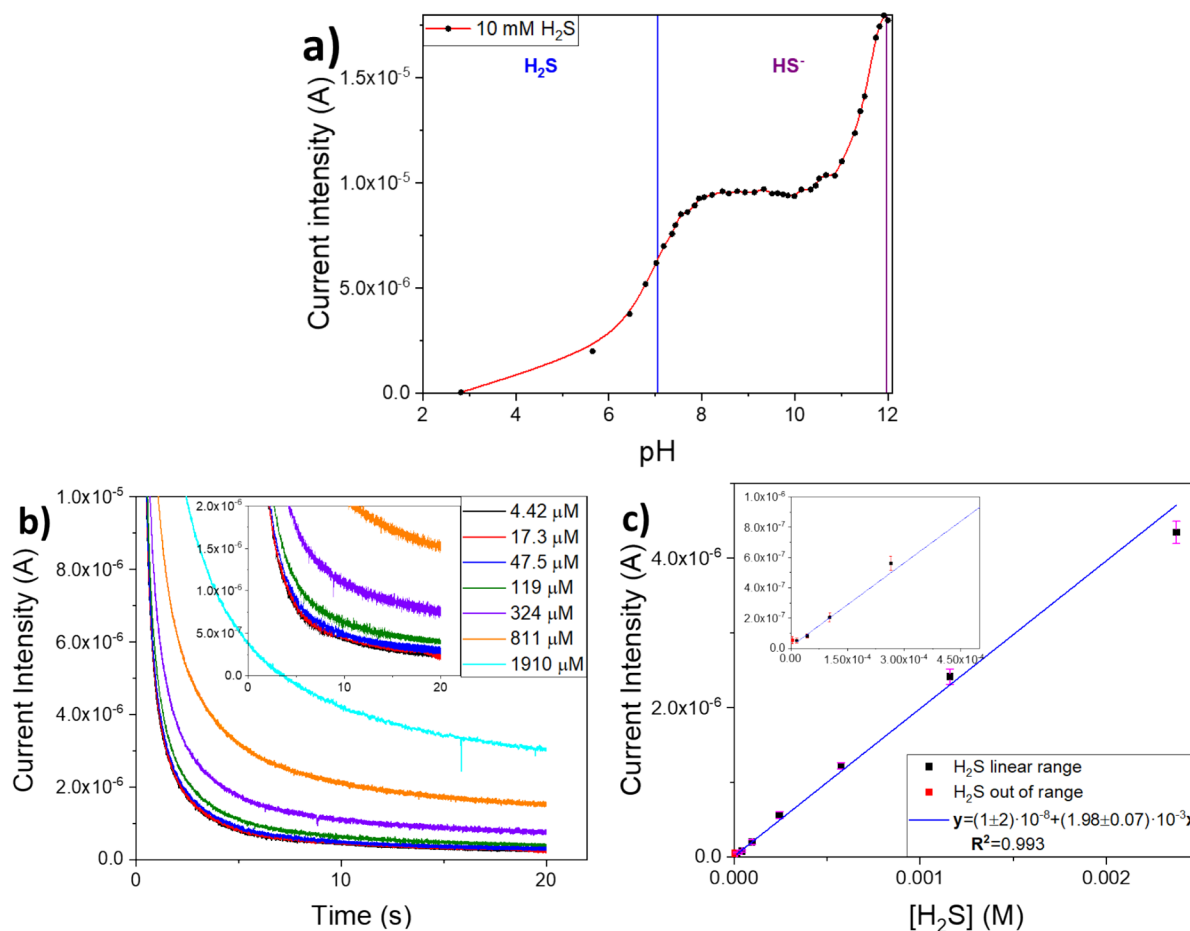 a)
10 mM H₂S
H₂S
HS⁻
Current intensity (A)
1.5x10⁻⁵
1.0x10⁻⁵
5.0x10⁻⁶
0.0
2 4 6 8 10 12
pH
b)
Current Intensity (A)
1.0x10⁻⁵
8.0x10⁻⁶
6.0x10⁻⁶
4.0x10⁻⁶
2.0x10⁻⁶
0.0
0 5 10 15 20
Time (s)
2.0x10⁻⁶
1.5x10⁻⁶
1.0x10⁻⁶
5.0x10⁻⁷
0.0
0 10 20
4.42 μM
17.3 μM
47.5 μM
119 μM
324 μM
811 μM
1910 μM
c)
Current Intensity (A)
4.0x10⁻⁶
2.0x10⁻⁶
0.0
0.000 0.001 0.002
[H₂S] (M)
1.0x10⁻⁶
8.0x10⁻⁷
6.0x10⁻⁷
4.0x10⁻⁷
2.0x10⁻⁷
0.0
0.00 1.50x10⁻⁴ 3.00x10⁻⁴ 4.50x10⁻⁴
H₂S linear range
H₂S out of range
y=(1±2)·10⁻⁸+(1.98±0.07)·10⁻³x
R²=0.993